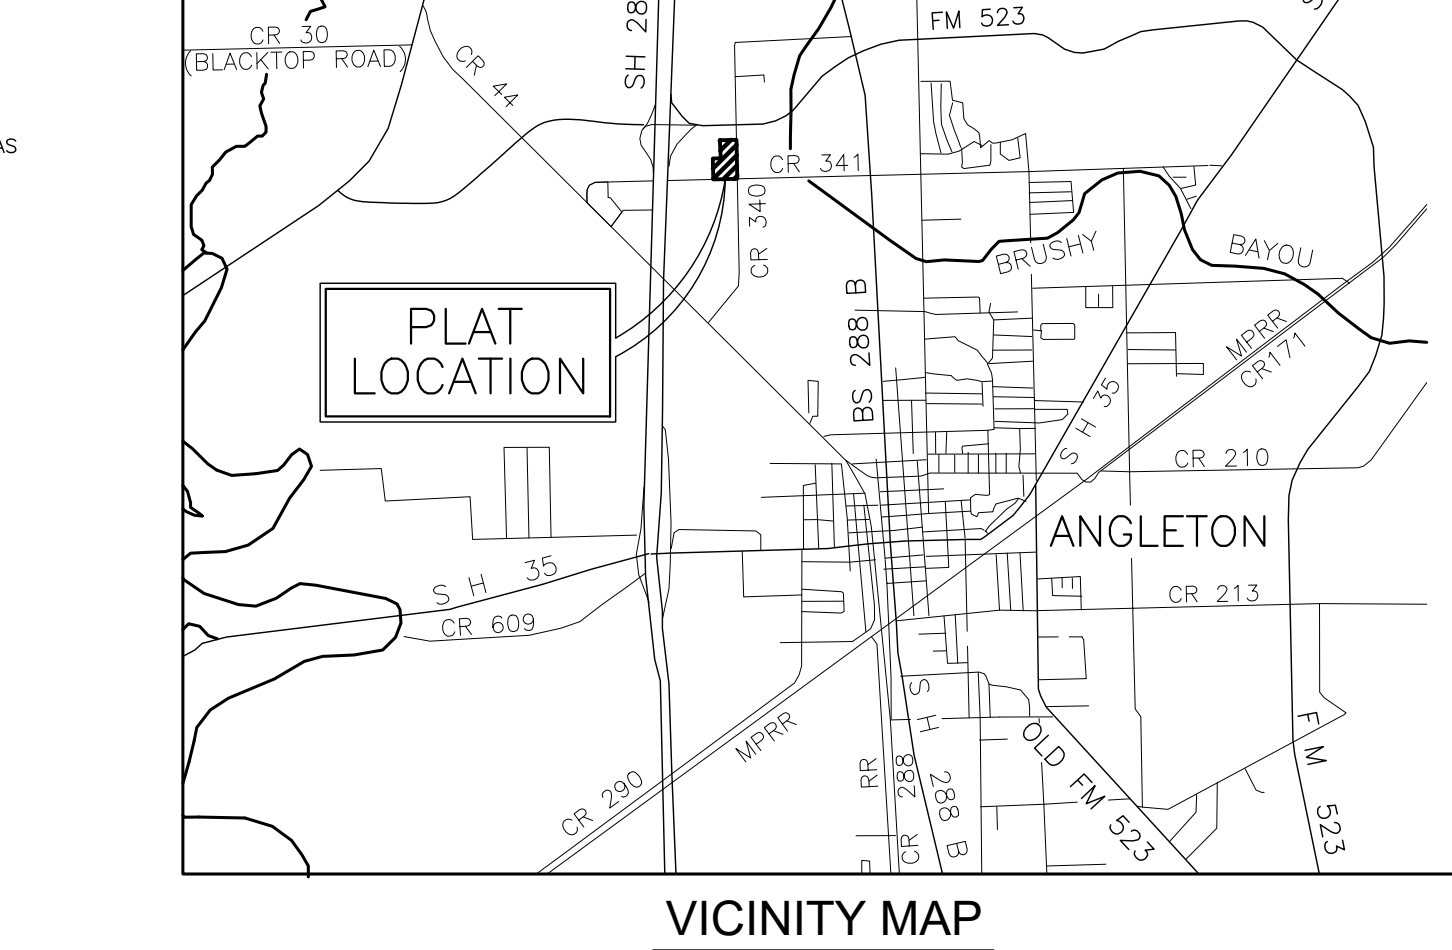 FM 523
SH 28
CR 30
(BLACKTOP ROAD)
CR 44
AS
CR 341
CR 340
BRUSHY
BAYOU
PLAT
LOCATION
BS 288 B
MPRR
CR171
S H 35
CR 210
ANGLETON
S H 35
CR 609
CR 213
S H 288 B
OLD FM 523
F M 523
MPRR
CR 290
RR
CR 288
VICINITY MAP